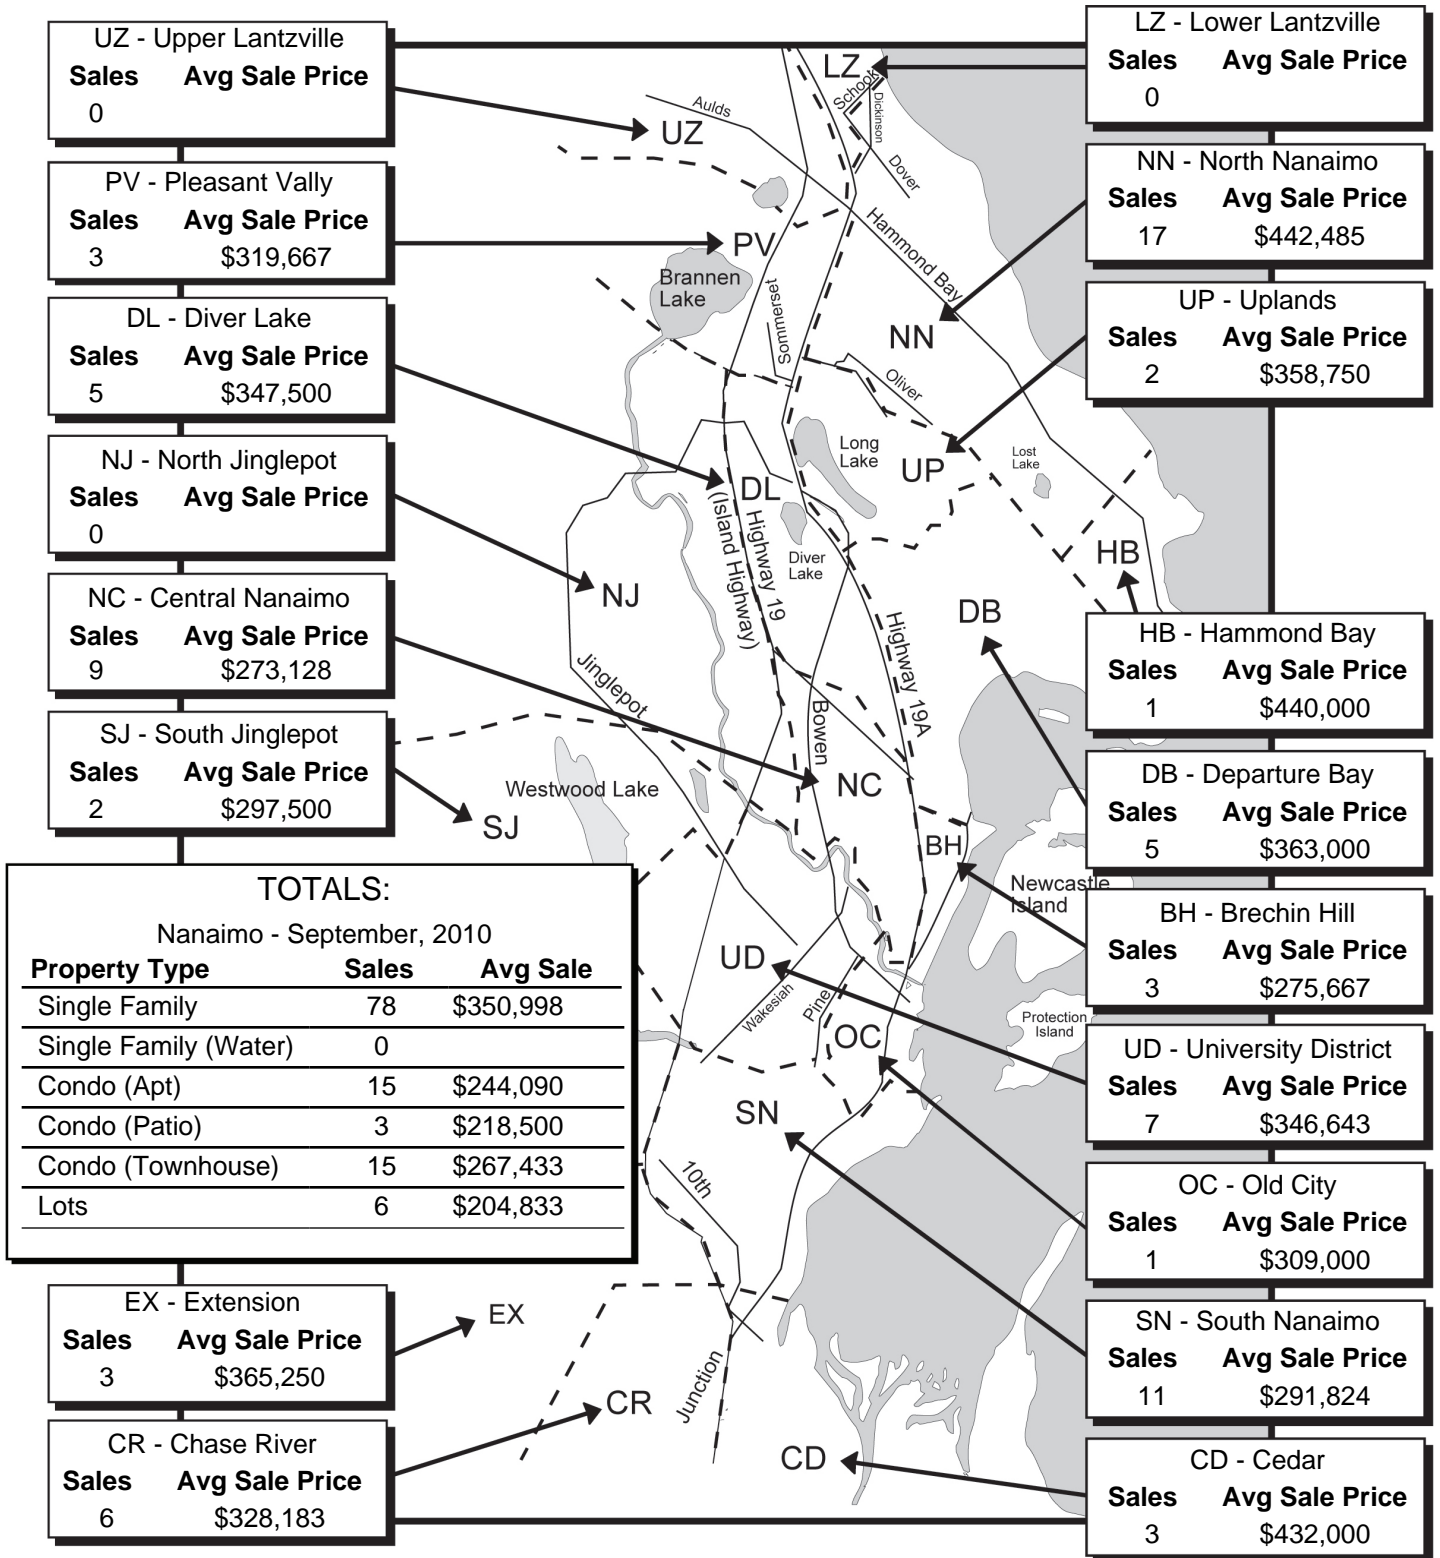 UZ - Upper Lantzville
Sales Avg Sale Price
0
PV - Pleasant Vally
Sales Avg Sale Price
3 $319,667
DL - Diver Lake
Sales Avg Sale Price
5 $347,500
NJ - North Jinglepot
Sales Avg Sale Price
0
NC - Central Nanaimo
Sales Avg Sale Price
9 $273,128
SJ - South Jinglepot
Sales Avg Sale Price
2 $297,500
TOTALS:
Nanaimo - September, 2010
Property Type Sales Avg Sale
Single Family 78 $350,998
Single Family (Water) 0
Condo (Apt) 15 $244,090
Condo (Patio) 3 $218,500
Condo (Townhouse) 15 $267,433
Lots 6 $204,833
EX - Extension
Sales Avg Sale Price
3 $365,250
CR - Chase River
Sales Avg Sale Price
6 $328,183
LZ
School
Dickinson
Aulds
UZ
Dover
Hammond Bay
PV
Brannen
Lake
Sommerset
NN
Oliver
Long
Lake
UP
Lost
Lake
DL
Highway 19
(Island Highway)
Diver
Lake
HB
NJ
DB
Highway 19A
Jinglepot
Bowen
NC
Westwood Lake
SJ
BH
Newcastle
Island
UD
Wakesiah
Pine
Protection
Island
OC
SN
10th
EX
Junction
CR
CD
LZ - Lower Lantzville
Sales Avg Sale Price
0
NN - North Nanaimo
Sales Avg Sale Price
17 $442,485
UP - Uplands
Sales Avg Sale Price
2 $358,750
HB - Hammond Bay
Sales Avg Sale Price
1 $440,000
DB - Departure Bay
Sales Avg Sale Price
5 $363,000
BH - Brechin Hill
Sales Avg Sale Price
3 $275,667
UD - University District
Sales Avg Sale Price
7 $346,643
OC - Old City
Sales Avg Sale Price
1 $309,000
SN - South Nanaimo
Sales Avg Sale Price
11 $291,824
CD - Cedar
Sales Avg Sale Price
3 $432,000